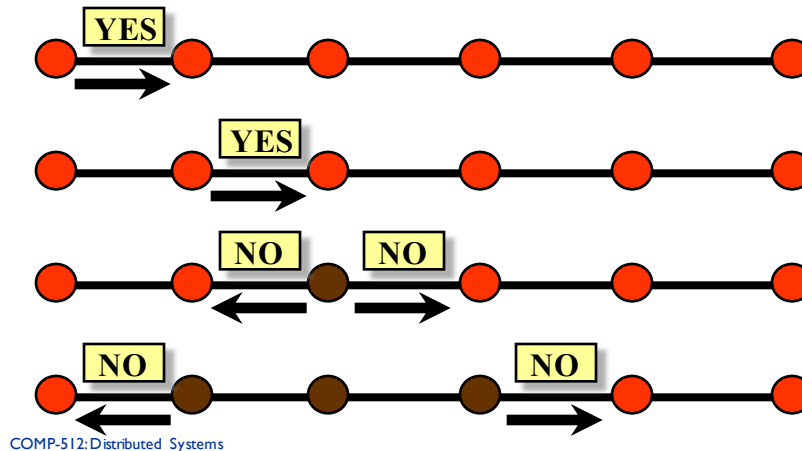 YES
YES
NO NO
NO NO
COMP-512: Distributed Systems